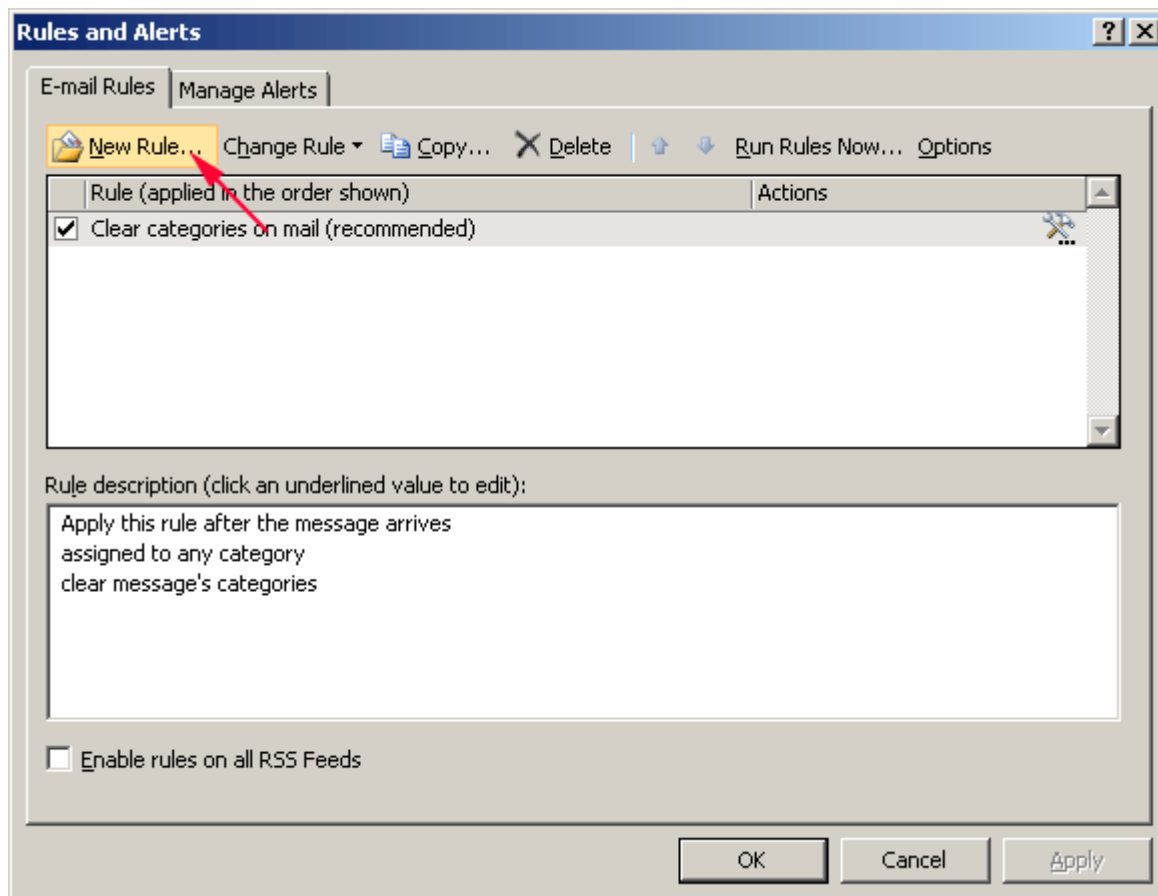 Rules and Alerts
E-mail Rules Manage Alerts
New Rule... Change Rule Copy... Delete Run Rules Now... Options
Rule (applied in the order shown) Actions
Clear categories on mail (recommended)
Rule description (click an underlined value to edit):
Apply this rule after the message arrives
assigned to any category
clear message's categories
Enable rules on all RSS Feeds
OK Cancel Apply